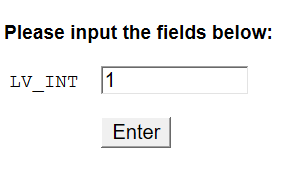 Please input the fields below:
LV_INT 1
Enter